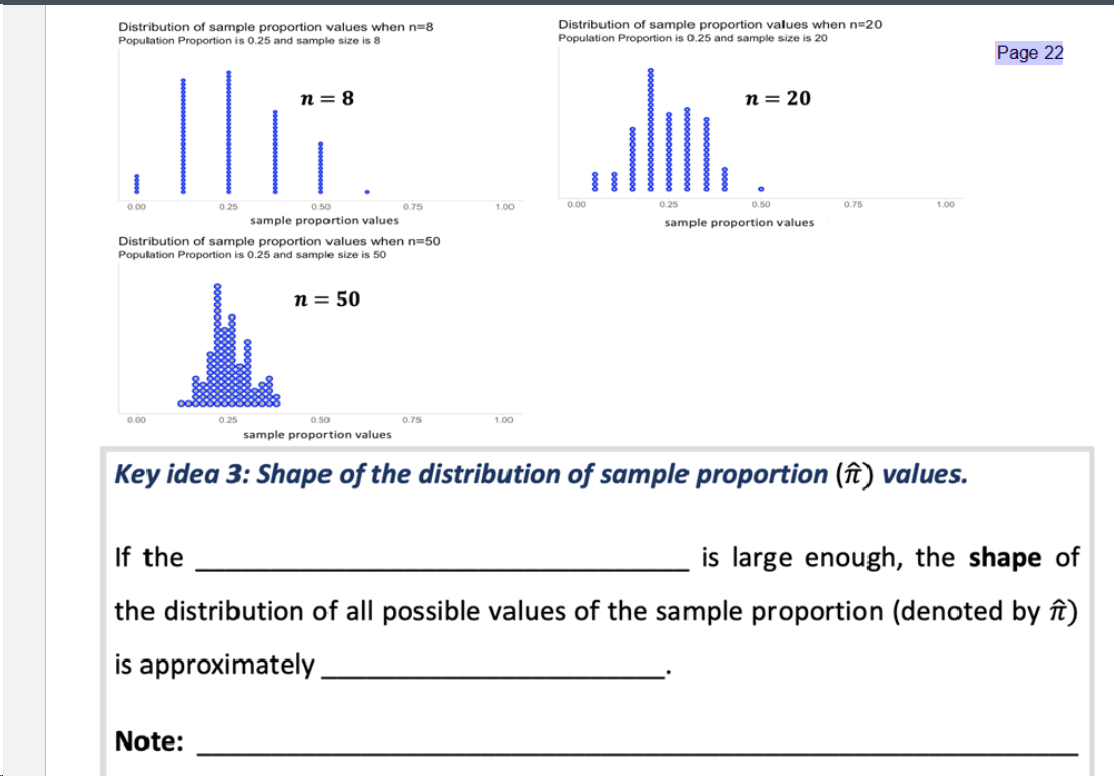 Distribution of sample proportion values when n=8
Population Proportion is 0.25 and sample size is 8
n = 8
0.00 0.25 0.50 0.75 1.00
sample proportion values
Distribution of sample proportion values when n=20
Population Proportion is 0.25 and sample size is 20
n = 20
0.00 0.25 0.50 0.75 1.00
sample proportion values
Page 22
Distribution of sample proportion values when n=50
Population Proportion is 0.25 and sample size is 50
n = 50
0.00 0.25 0.50 0.75 1.00
sample proportion values
Key idea 3: Shape of the distribution of sample proportion (π̂) values.
If the ______________________________ is large enough, the shape of
the distribution of all possible values of the sample proportion (denoted by π̂)
is approximately ______________________.
Note: ______________________________